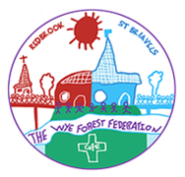 REDBROOK
ST BRIAVELS
THE WYE FOREST FEDERATION